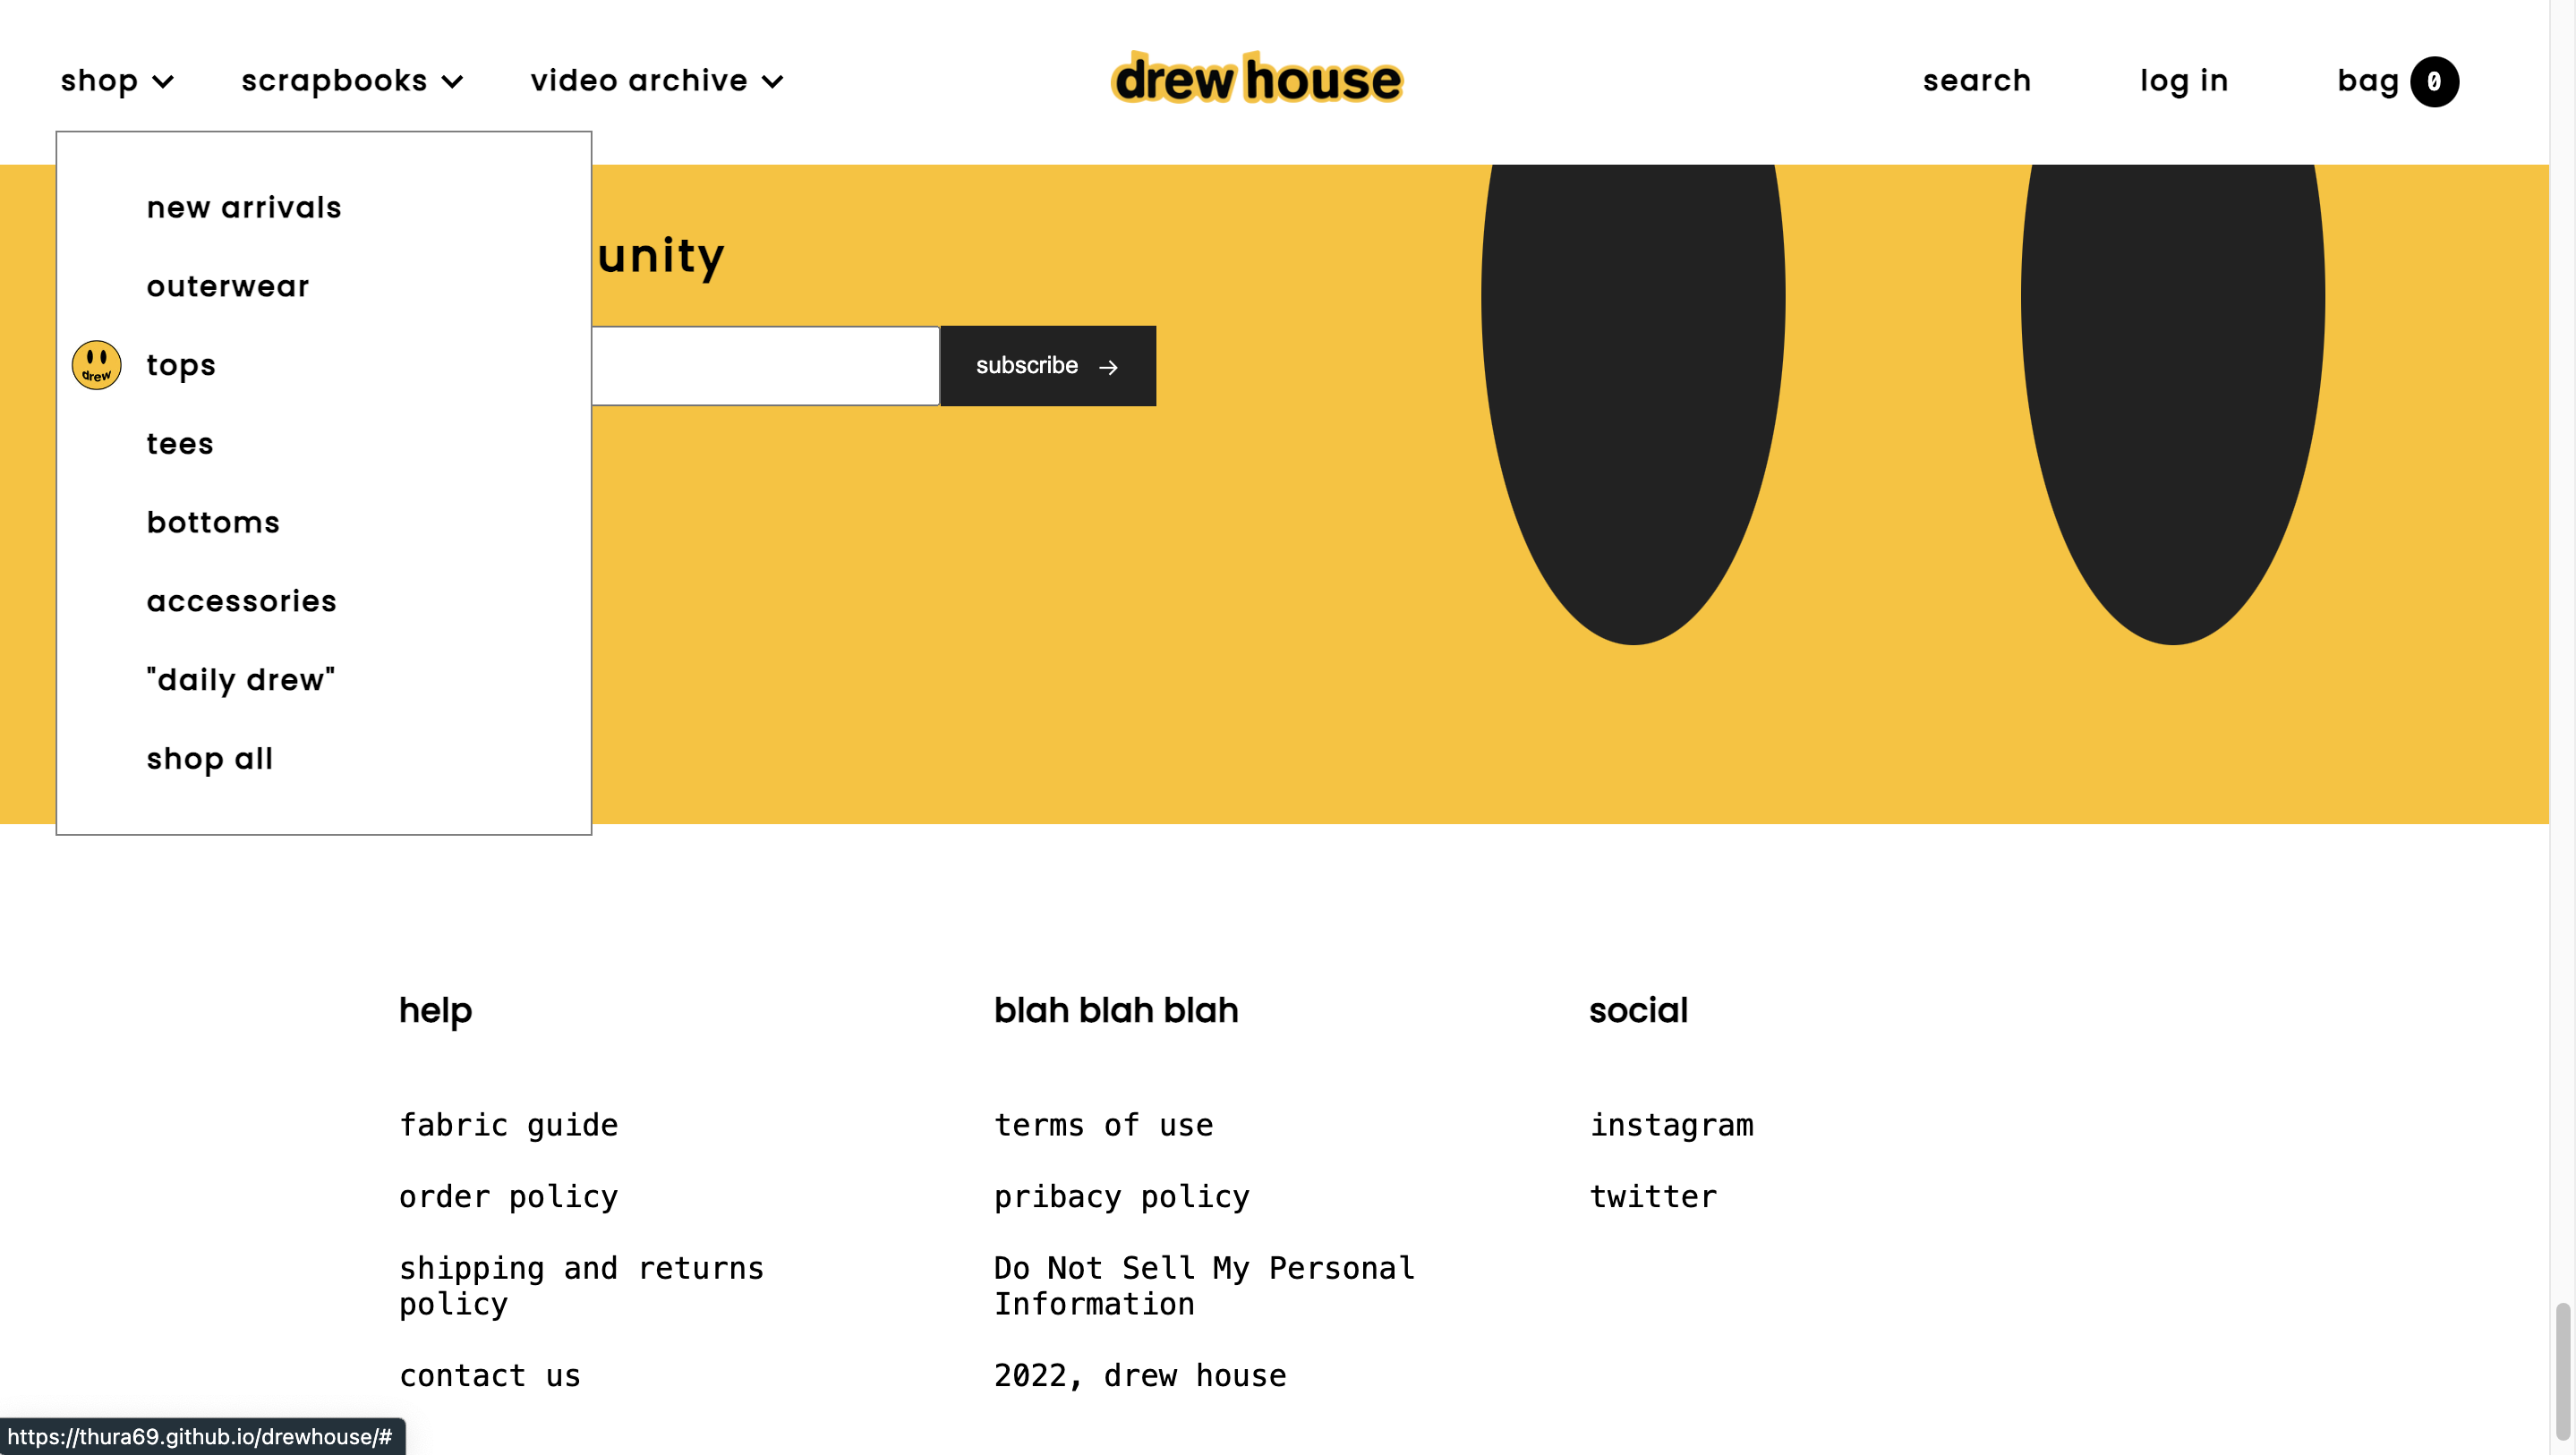 shop
scrapbooks
video archive
drew house
search
log in
bag 0
new arrivals
outerwear
drew
tops
tees
bottoms
accessories
"daily drew"
shop all
unity
subscribe →
help
fabric guide
order policy
shipping and returns
policy
contact us
blah blah blah
terms of use
pribacy policy
Do Not Sell My Personal
Information
2022, drew house
social
instagram
twitter
https://thura69.github.io/drewhouse/#